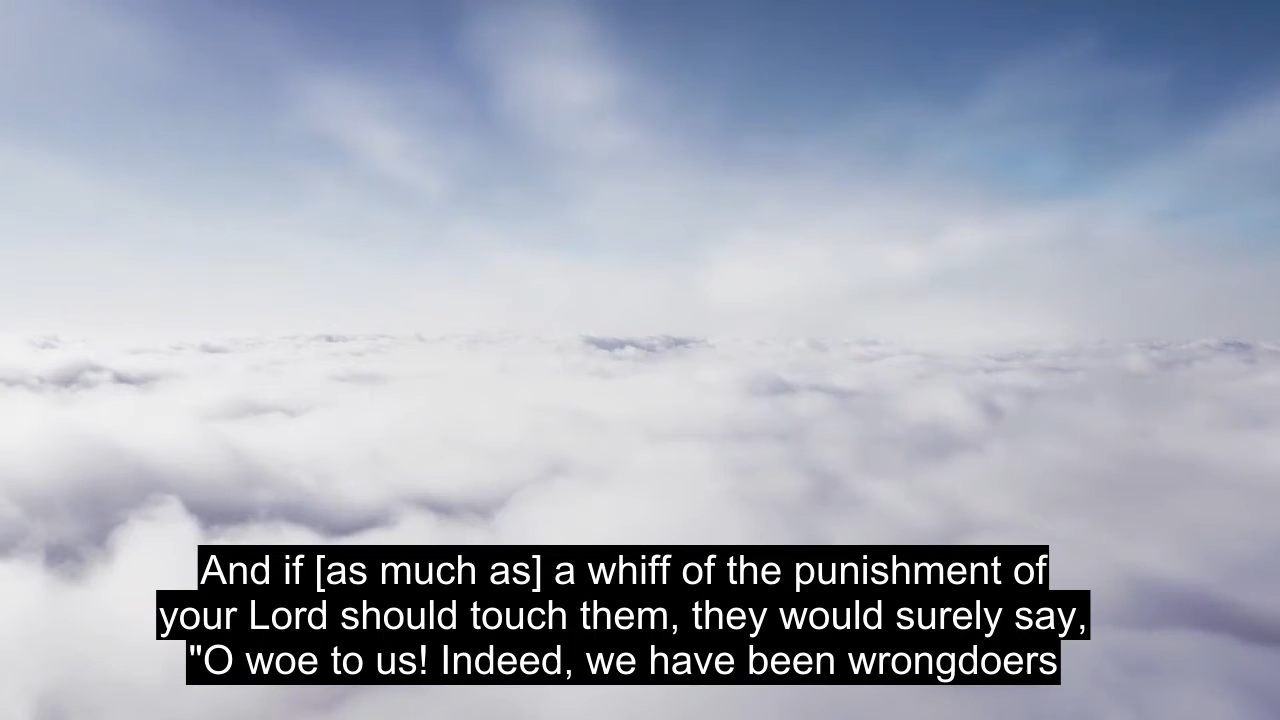 And if [as much as] a whiff of the punishment of
your Lord should touch them, they would surely say,
"O woe to us! Indeed, we have been wrongdoers